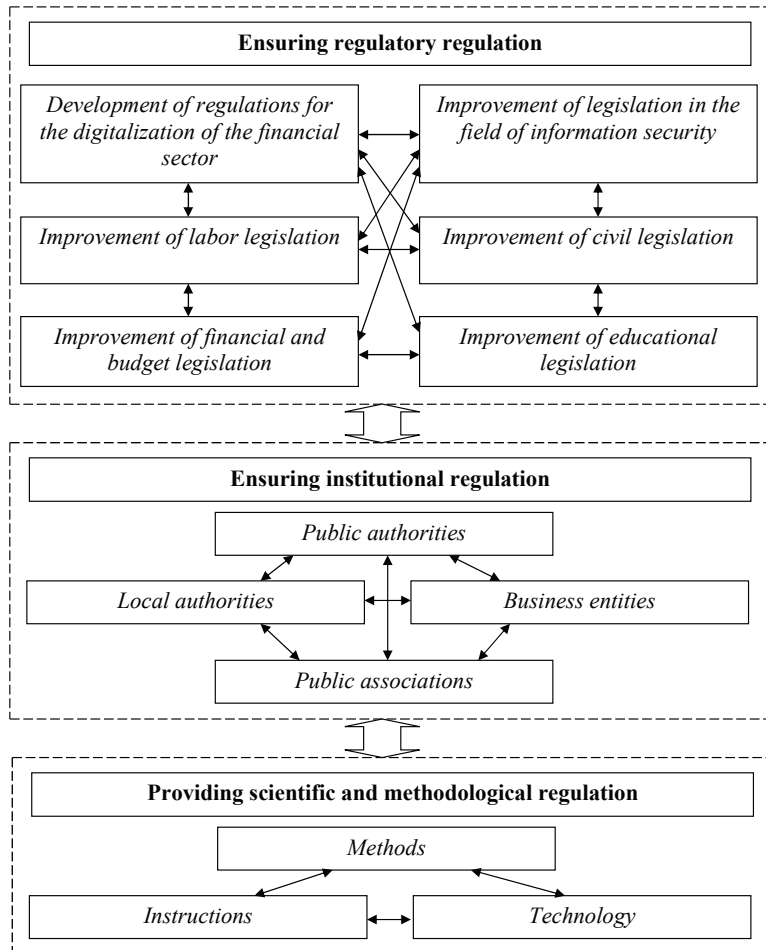 Ensuring regulatory regulation
Development of regulations for
the digitalization of the financial
sector
Improvement of legislation in the
field of information security
Improvement of labor legislation
Improvement of civil legislation
Improvement of financial and
budget legislation
Improvement of educational
legislation
Ensuring institutional regulation
Public authorities
Local authorities
Business entities
Public associations
Providing scientific and methodological regulation
Methods
Instructions
Technology